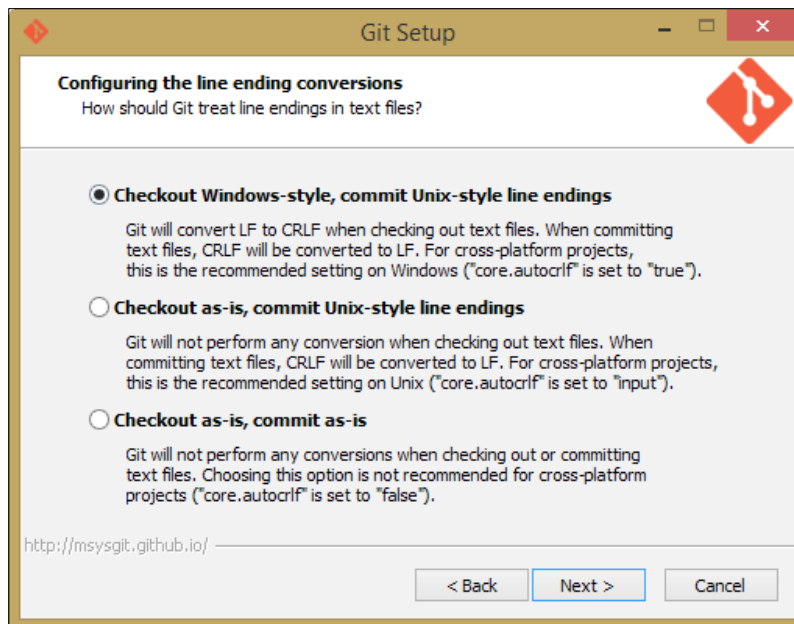 Git Setup
Configuring the line ending conversions
How should Git treat line endings in text files?
Checkout Windows-style, commit Unix-style line endings
Git will convert LF to CRLF when checking out text files. When committing
text files, CRLF will be converted to LF. For cross-platform projects,
this is the recommended setting on Windows ("core.autocrlf" is set to "true").
Checkout as-is, commit Unix-style line endings
Git will not perform any conversion when checking out text files. When
committing text files, CRLF will be converted to LF. For cross-platform projects,
this is the recommended setting on Unix ("core.autocrlf" is set to "input").
Checkout as-is, commit as-is
Git will not perform any conversions when checking out or committing
text files. Choosing this option is not recommended for cross-platform
projects ("core.autocrlf" is set to "false").
http://msysgit.github.io/
< Back Next > Cancel